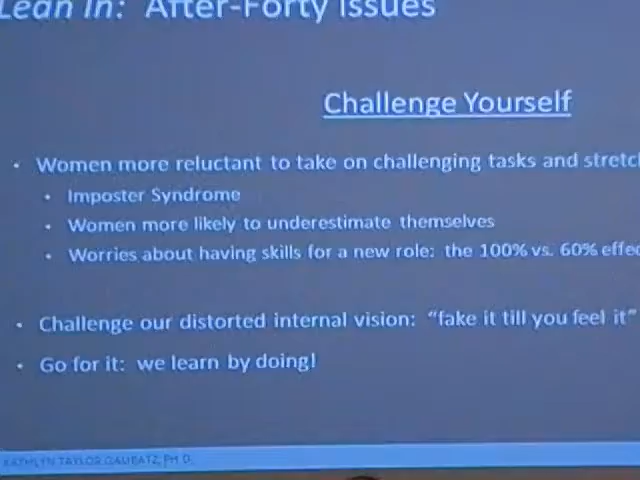 Lean In: After-Forty Issues
Challenge Yourself
• Women more reluctant to take on challenging tasks and stretch
• Imposter Syndrome
• Women more likely to underestimate themselves
• Worries about having skills for a new role: the 100% vs. 60% effec
• Challenge our distorted internal vision: "fake it till you feel it"
• Go for it: we learn by doing!
KATHLYN TAYLOR GAUBATZ, PH.D.